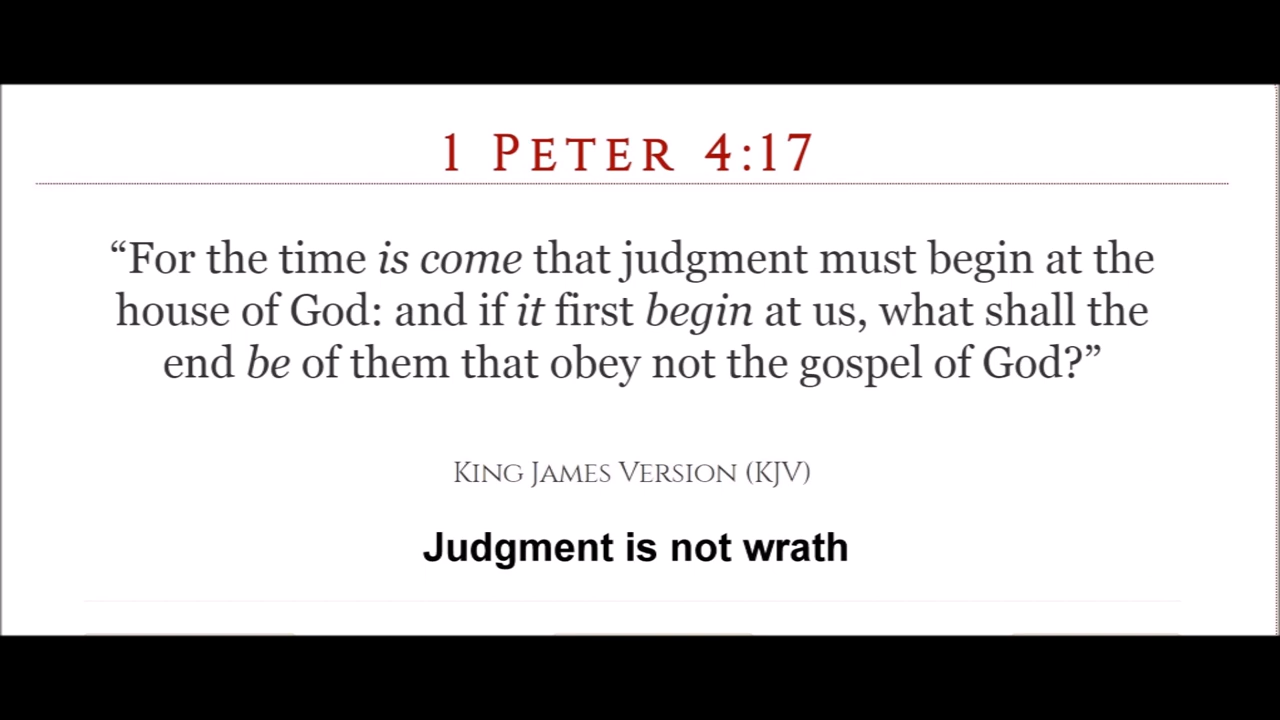 1 PETER 4:17
“For the time is come that judgment must begin at the
house of God: and if it first begin at us, what shall the
end be of them that obey not the gospel of God?”
KING JAMES VERSION (KJV)
Judgment is not wrath